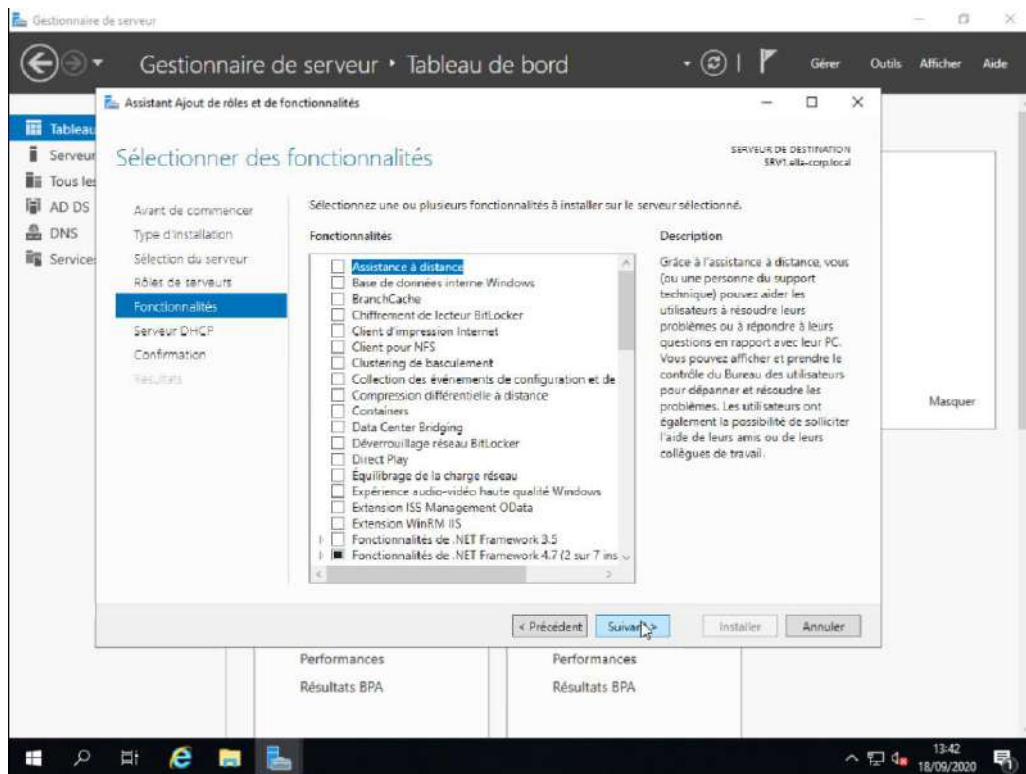 Gestionnaire de serveur
Gestionnaire de serveur ‣ Tableau de bord
Gérer Outils Afficher Aide
Assistant Ajout de rôles et de fonctionnalités
Tableau
Serveur
Tous les
AD DS
DNS
Services
Sélectionner des fonctionnalités
SERVEUR DE DESTINATION
SRV1.ella-corp.local
Avant de commencer
Type d'installation
Sélection du serveur
Rôles de serveurs
Fonctionnalités
Serveur DHCP
Confirmation
Résultats
Sélectionnez une ou plusieurs fonctionnalités à installer sur le serveur sélectionné.
Fonctionnalités
Assistance à distance
Base de données interne Windows
BranchCache
Chiffrement de lecteur BitLocker
Client d'impression Internet
Client pour NFS
Clustering de basculement
Collection des événements de configuration et de
Compression différentielle à distance
Containers
Data Center Bridging
Déverrouillage réseau BitLocker
Direct Play
Équilibrage de la charge réseau
Expérience audio-vidéo haute qualité Windows
Extension ISS Management OData
Extension WinRM IIS
Fonctionnalités de .NET Framework 3.5
Fonctionnalités de .NET Framework 4.7 (2 sur 7 ins
Description
Grâce à l'assistance à distance, vous
(ou une personne du support
technique) pouvez aider les
utilisateurs à résoudre leurs
problèmes ou à répondre à leurs
questions en rapport avec leur PC.
Vous pouvez afficher et prendre le
contrôle du Bureau des utilisateurs
pour dépanner et résoudre les
problèmes. Les utilisateurs ont
également la possibilité de solliciter
l'aide de leurs amis ou de leurs
collègues de travail.
Masquer
< Précédent Suivant > Installer Annuler
Performances Performances
Résultats BPA Résultats BPA
13:42
18/09/2020